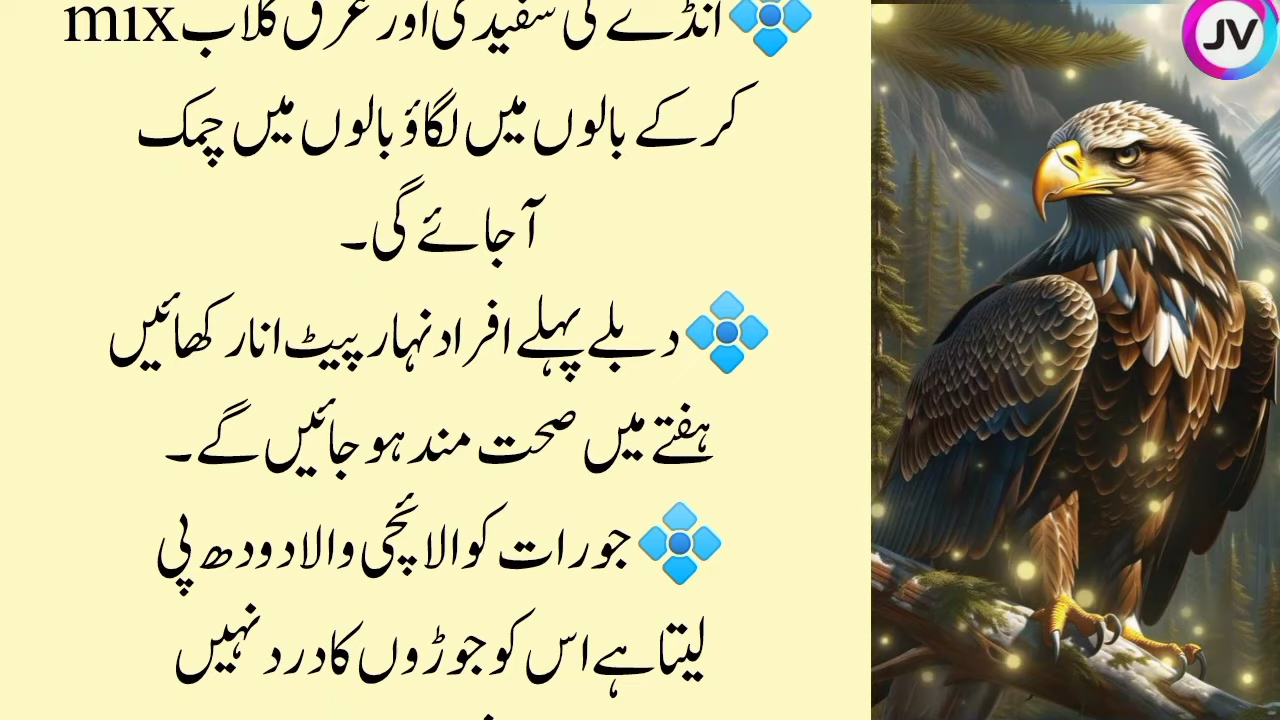 انڈے کی سفیدی اور عرق گلاب mix
کر کے بالوں میں لگاؤ بالوں میں چمک
آ جائے گی۔
دبلے پہلے افراد نہار پیٹ انار کھائیں
ہفتے میں صحت مند ہو جائیں گے۔
جو رات کو الائچی والا دودھ پی
لیتا ہے اس کو جوڑوں کا درد نہیں
JV